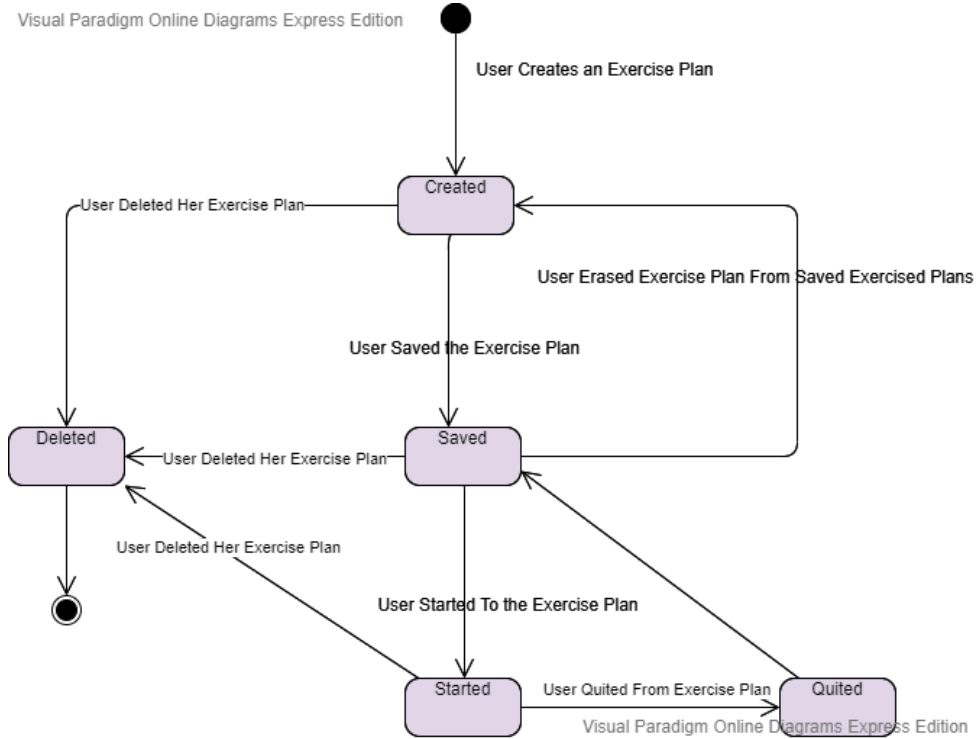 Visual Paradigm Online Diagrams Express Edition
User Creates an Exercise Plan
Created
User Deleted Her Exercise Plan
User Erased Exercise Plan From Saved Exercised Plans
User Saved the Exercise Plan
Deleted
Saved
User Deleted Her Exercise Plan
User Deleted Her Exercise Plan
User Started To the Exercise Plan
Started
User Quited From Exercise Plan
Quited
Visual Paradigm Online Diagrams Express Edition